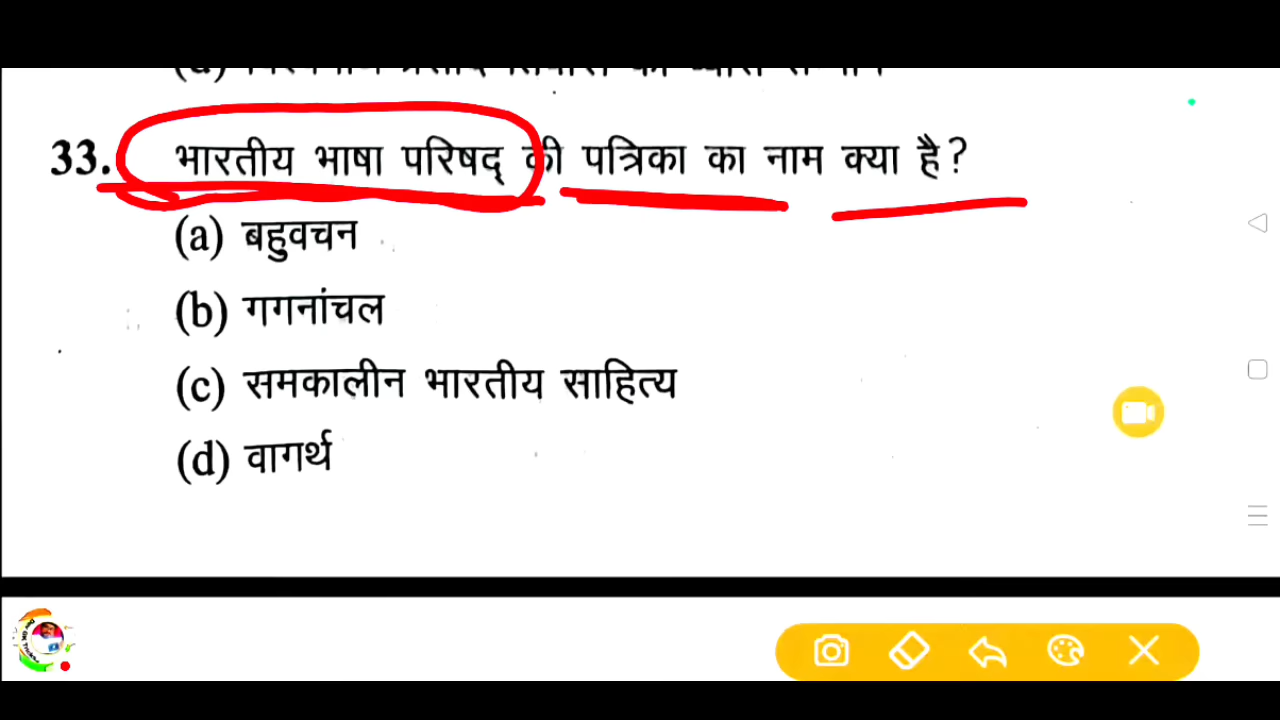 33. भारतीय भाषा परिषद् की पत्रिका का नाम क्या है?
(a) बहुवचन
(b) गगनांचल
(c) समकालीन भारतीय साहित्य
(d) वागर्थ